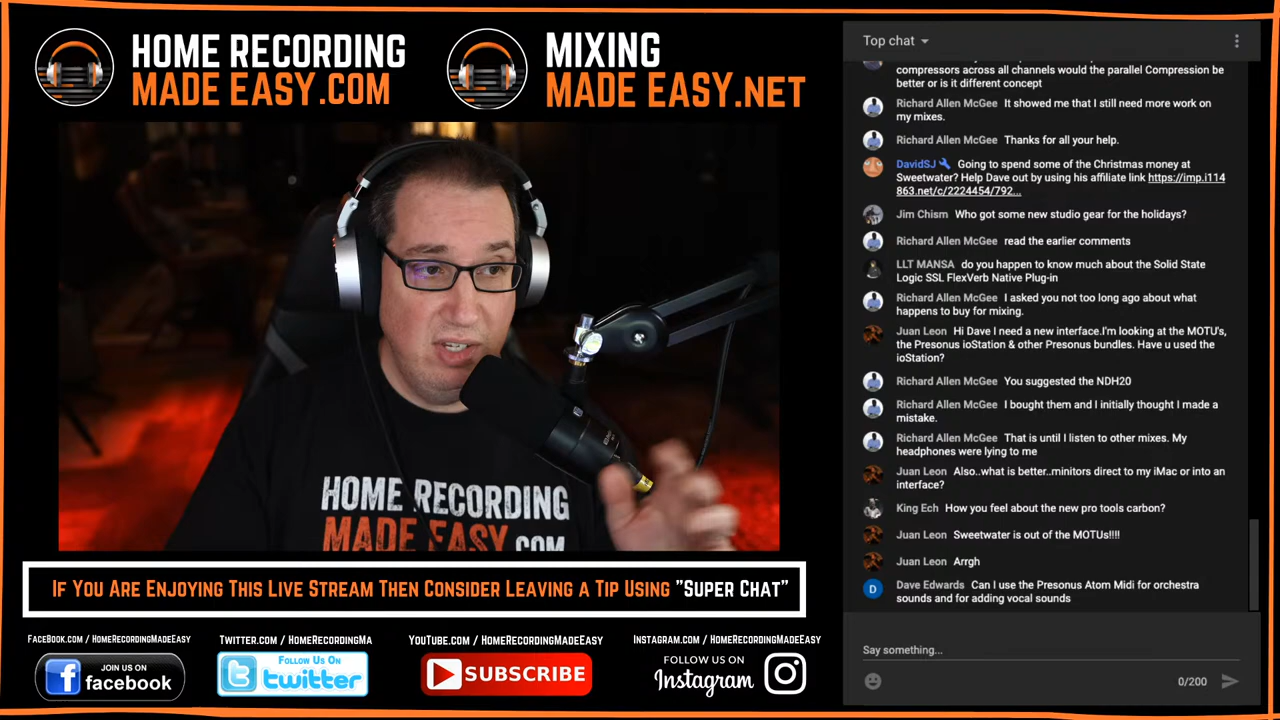 HOME RECORDING
MADE EASY.COM
MIXING
MADE EASY.NET
HOME RECORDING
MADE EASY
.COM
IF YOU ARE ENJOYING THIS LIVE STREAM THEN CONSIDER LEAVING A TIP USING "SUPER CHAT"
FACEBOOK.COM / HOMERECORDINGMADEEASY
TWITTER.COM / HOMERECORDINGMA
YOUTUBE.COM / HOMERECORDINGMADEEASY
INSTAGRAM.COM / HOMERECORDINGMADEEASY
JOIN US ON
facebook
FOLLOW US ON
twitter
SUBSCRIBE
FOLLOW US ON
Instagram
Top chat
compressors across all channels would the parallel Compression be
better or is it different concept
Richard Allen McGee It showed me that I still need more work on
my mixes.
Richard Allen McGee Thanks for all your help.
DavidSJ Going to spend some of the Christmas money at
Sweetwater? Help Dave out by using his affiliate link https://imp.i114
863.net/c/2224454/792...
Jim Chism Who got some new studio gear for the holidays?
Richard Allen McGee read the earlier comments
LLT MANSA do you happen to know much about the Solid State
Logic SSL FlexVerb Native Plug-in
Richard Allen McGee I asked you not too long ago about what
happens to buy for mixing.
Juan Leon Hi Dave I need a new interface.I'm looking at the MOTU's,
the Presonus ioStation & other Presonus bundles. Have u used the
ioStation?
Richard Allen McGee You suggested the NDH20
Richard Allen McGee I bought them and I initially thought I made a
mistake.
Richard Allen McGee That is until I listen to other mixes. My
headphones were lying to me
Juan Leon Also..what is better..minitors direct to my iMac or into an
interface?
King Ech How you feel about the new pro tools carbon?
Juan Leon Sweetwater is out of the MOTUs!!!!
Juan Leon Arrgh
D Dave Edwards Can I use the Presonus Atom Midi for orchestra
sounds and for adding vocal sounds
Say something...
0/200